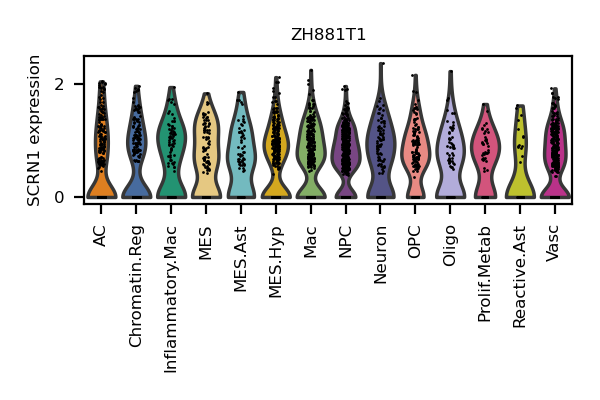 ZH881T1
SCRN1 expression
2
0
AC
Chromatin.Reg
Inflammatory.Mac
MES
MES.Ast
MES.Hyp
Mac
NPC
Neuron
OPC
Oligo
Prolif.Metab
Reactive.Ast
Vasc